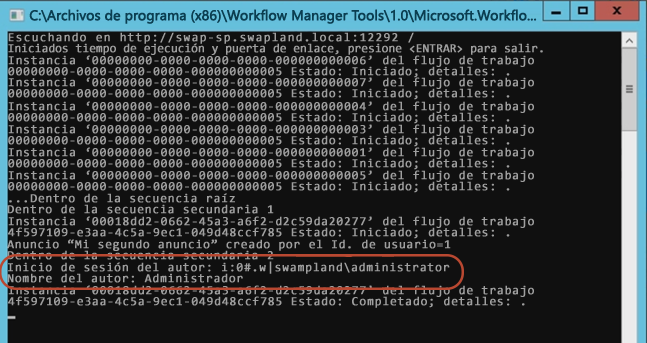 C:\Archivos de programa (x86)\Workflow Manager Tools\1.0\Microsoft.Workflo...
Escuchando en http://swap-sp.swapland.local:12292 /
Iniciados tiempo de ejecución y puerta de enlace, presione <ENTRAR> para salir.
Instancia ‘00000000-0000-0000-0000-000000000006’ del flujo de trabajo
00000000-0000-0000-0000-000000000005 Estado: Iniciado; detalles: .
Instancia ‘00000000-0000-0000-0000-000000000007’ del flujo de trabajo
00000000-0000-0000-0000-000000000005 Estado: Iniciado; detalles: .
Instancia ‘00000000-0000-0000-0000-000000000004’ del flujo de trabajo
00000000-0000-0000-0000-000000000005 Estado: Iniciado; detalles: .
Instancia ‘00000000-0000-0000-0000-000000000003’ del flujo de trabajo
00000000-0000-0000-0000-000000000005 Estado: Iniciado; detalles: .
Instancia ‘00000000-0000-0000-0000-000000000001’ del flujo de trabajo
00000000-0000-0000-0000-000000000005 Estado: Iniciado; detalles: .
Instancia ‘00000000-0000-0000-0000-000000000005’ del flujo de trabajo
00000000-0000-0000-0000-000000000005 Estado: Iniciado; detalles: .
...Dentro de la secuencia raíz
Dentro de la secuencia secundaria 1
Instancia ‘00018dd2-0662-45a3-a6f2-d2c59da20277’ del flujo de trabajo
4f597109-e3aa-4c5a-9ec1-049d48ccf785 Estado: Iniciado; detalles: .
Anuncio “Mi segundo anuncio” creado por el Id. de usuario=1
Dentro de la secuencia secundaria 2
Inicio de sesión del autor: i:0#.w|swampland\administrator
Nombre del autor: Administrador
Instancia ‘00018dd2-0662-45a3-a6f2-d2c59da20277’ del flujo de trabajo
4f597109-e3aa-4c5a-9ec1-049d48ccf785 Estado: Completado; detalles: .